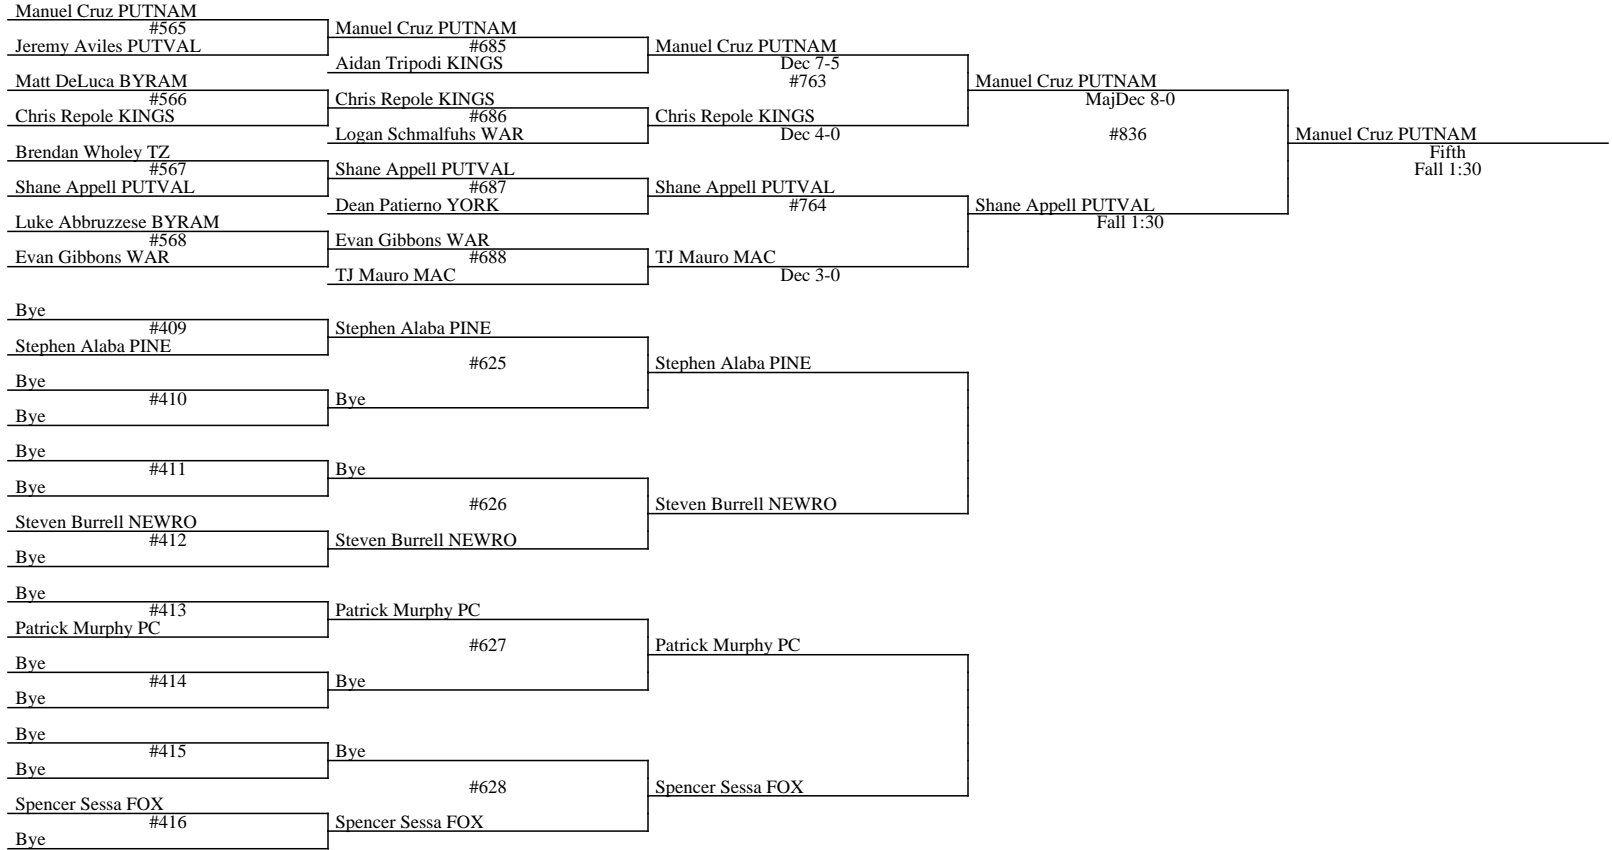 Manuel Cruz PUTNAM
#565
Jeremy Aviles PUTVAL
Matt DeLuca BYRAM
#566
Chris Repole KINGS
Brendan Wholey TZ
#567
Shane Appell PUTVAL
Luke Abbruzzese BYRAM
#568
Evan Gibbons WAR
Manuel Cruz PUTNAM
#685
Aidan Tripodi KINGS
Chris Repole KINGS
#686
Logan Schmalfuhs WAR
Shane Appell PUTVAL
#687
Dean Patierno YORK
Evan Gibbons WAR
#688
TJ Mauro MAC
Manuel Cruz PUTNAM
Dec 7-5
#763
Chris Repole KINGS
Dec 4-0
Shane Appell PUTVAL
#764
TJ Mauro MAC
Dec 3-0
Manuel Cruz PUTNAM
MajDec 8-0
#836
Shane Appell PUTVAL
Fall 1:30
Manuel Cruz PUTNAM
Fifth
Fall 1:30
Bye
#409
Stephen Alaba PINE
Bye
#410
Bye
Bye
#411
Bye
Steven Burrell NEWRO
#412
Bye
Stephen Alaba PINE
#625
Bye
Bye
#626
Steven Burrell NEWRO
Stephen Alaba PINE
Steven Burrell NEWRO
Bye
#413
Patrick Murphy PC
Bye
#414
Bye
Bye
#415
Bye
Spencer Sessa FOX
#416
Bye
Patrick Murphy PC
#627
Bye
Bye
#628
Spencer Sessa FOX
Patrick Murphy PC
Spencer Sessa FOX